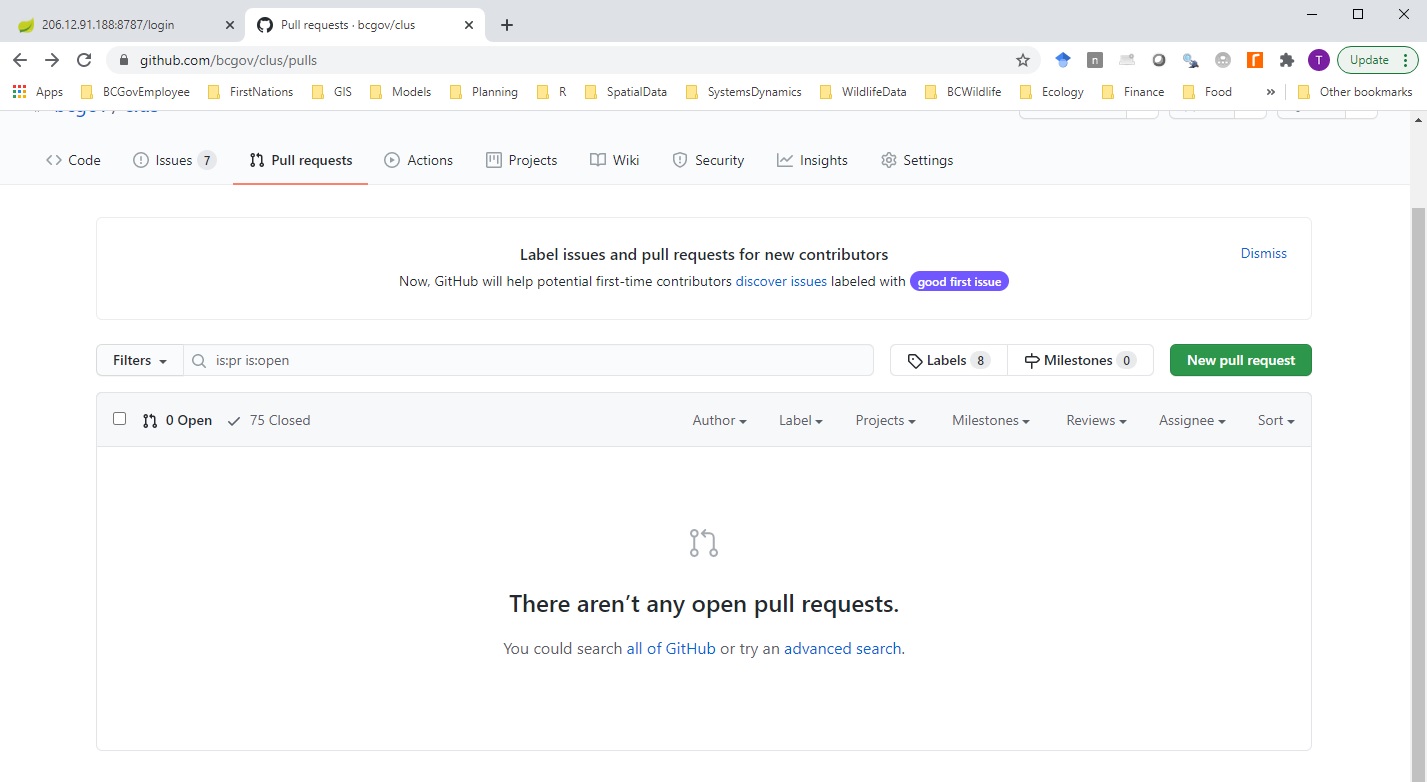 206.12.91.188:8787/login
Pull requests · bcgov/clus
github.com/bcgov/clus/pulls
n
T
Update
Apps
BCGovEmployee
FirstNations
GIS
Models
Planning
R
SpatialData
SystemsDynamics
WildlifeData
BCWildlife
Ecology
Finance
Food
»
Other bookmarks
Code
Issues 7
Pull requests
Actions
Projects
Wiki
Security
Insights
Settings
Label issues and pull requests for new contributors
Dismiss
Now, GitHub will help potential first-time contributors discover issues labeled with good first issue
Filters
is:pr is:open
Labels 8
Milestones 0
New pull request
0 Open
75 Closed
Author
Label
Projects
Milestones
Reviews
Assignee
Sort
There aren’t any open pull requests.
You could search all of GitHub or try an advanced search.